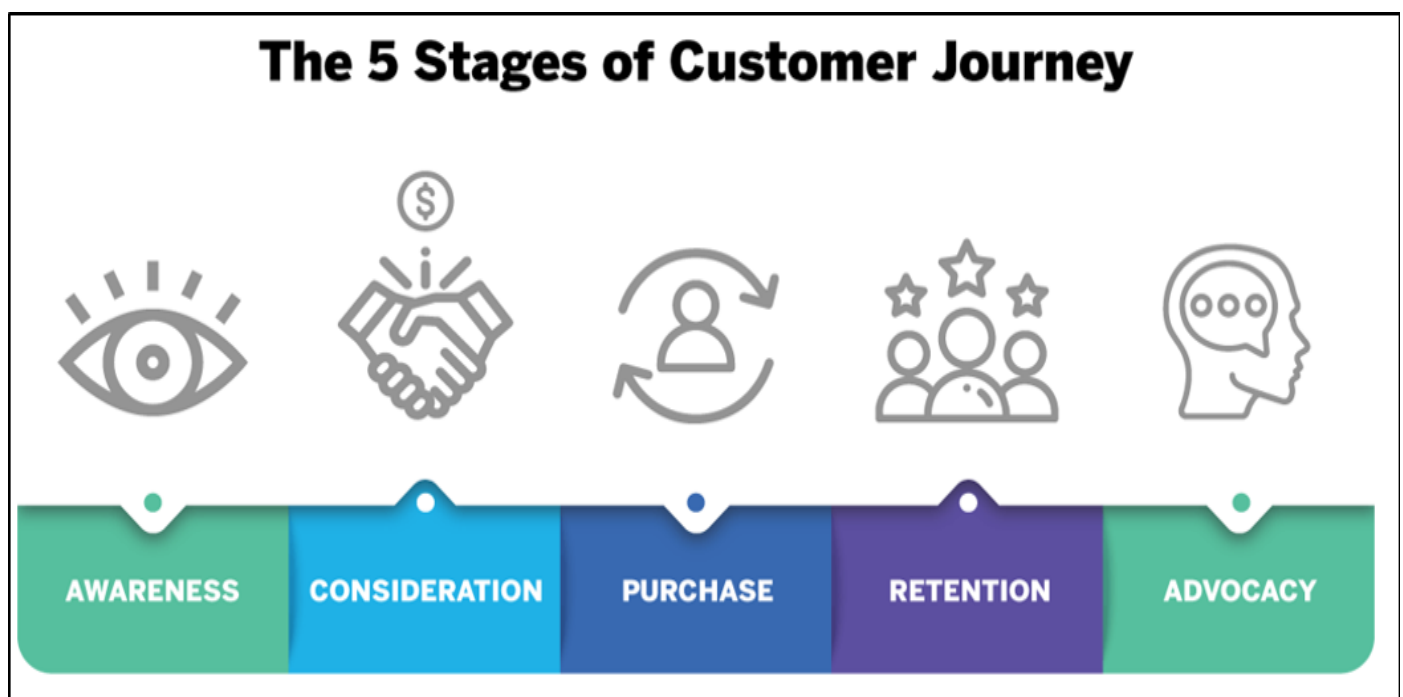 The 5 Stages of Customer Journey
$
AWARENESS
CONSIDERATION
PURCHASE
RETENTION
ADVOCACY